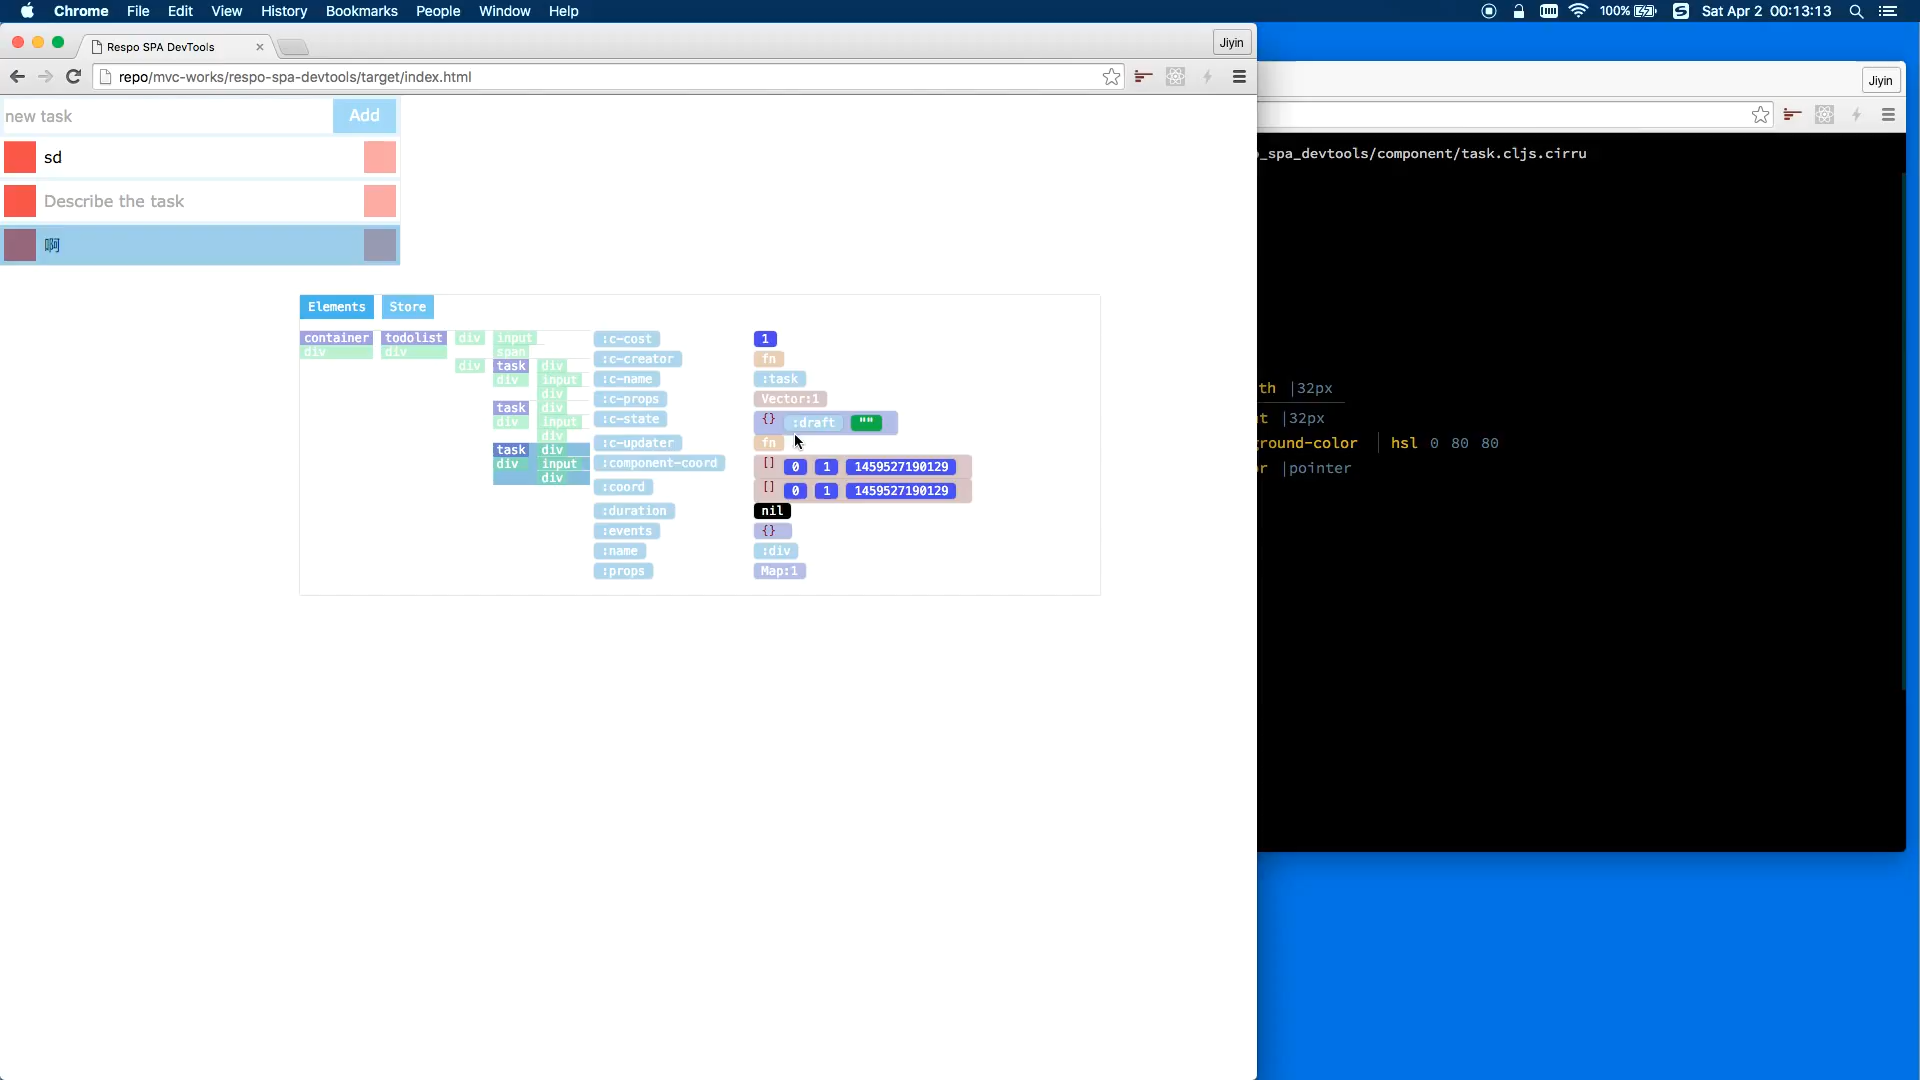 Chrome File Edit View History Bookmarks People Window Help 100% Sat Apr 2 00:13:13
Respo SPA DevTools
Jiyin
repo/mvc-works/respo-spa-devtools/target/index.html
new task Add
sd
Describe the task
啊
Elements Store
container todolist div input
div div span
div task div
div input
div
task div
div input
div
task div
div input
div
:c-cost 1
:c-creator fn
:c-name :task
:c-props Vector:1
:c-state {} :draft ""
:c-updater fn
:component-coord [] 0 1 1459527190129
:coord [] 0 1 1459527190129
:duration nil
:events {}
:name :div
:props Map:1
Jiyin
_spa_devtools/component/task.cljs.cirru
th |32px
t |32px
round-color hsl 0 80 80
r |pointer